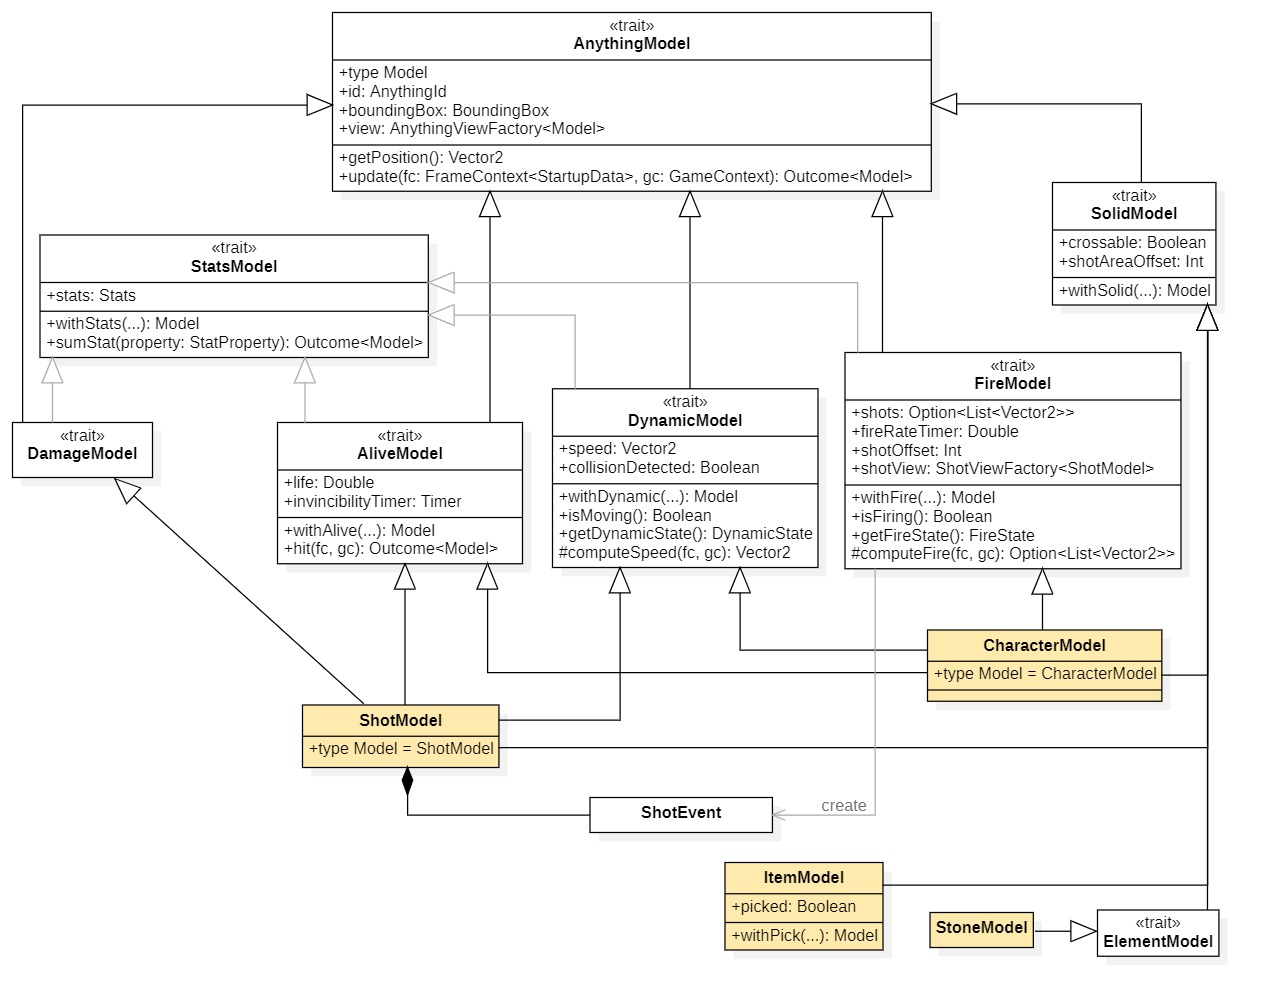 «trait»
AnythingModel
+type Model
+id: AnythingId
+boundingBox: BoundingBox
+view: AnythingViewFactory<Model>
+getPosition(): Vector2
+update(fc: FrameContext<StartupData>, gc: GameContext): Outcome<Model>
«trait»
SolidModel
+crossable: Boolean
+shotAreaOffset: Int
+withSolid(...): Model
«trait»
StatsModel
+stats: Stats
+withStats(...): Model
+sumStat(property: StatProperty): Outcome<Model>
«trait»
DamageModel
«trait»
AliveModel
+life: Double
+invincibilityTimer: Timer
+withAlive(...): Model
+hit(fc, gc): Outcome<Model>
«trait»
DynamicModel
+speed: Vector2
+collisionDetected: Boolean
+withDynamic(...): Model
+isMoving(): Boolean
+getDynamicState(): DynamicState
#computeSpeed(fc, gc): Vector2
«trait»
FireModel
+shots: Option<List<Vector2>>
+fireRateTimer: Double
+shotOffset: Int
+shotView: ShotViewFactory<ShotModel>
+withFire(...): Model
+isFiring(): Boolean
+getFireState(): FireState
#computeFire(fc, gc): Option<List<Vector2>>
CharacterModel
+type Model = CharacterModel
ShotModel
+type Model = ShotModel
ShotEvent
create
ItemModel
+picked: Boolean
+withPick(...): Model
StoneModel
«trait»
ElementModel